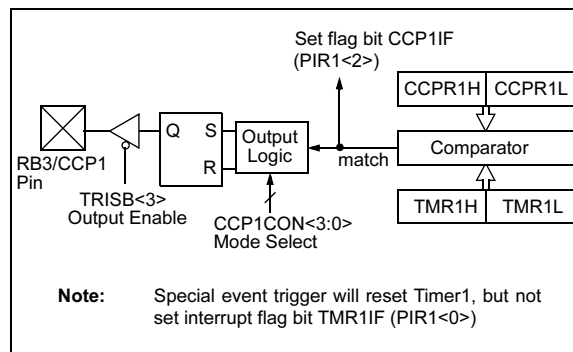 Set flag bit CCP1IF
(PIR1<2>)
CCPR1H CCPR1L
Q S Output
Logic
R
match
Comparator
RB3/CCP1
Pin
TRISB<3>
Output Enable
CCP1CON<3:0>
Mode Select
TMR1H TMR1L
Note: Special event trigger will reset Timer1, but not
set interrupt flag bit TMR1IF (PIR1<0>)